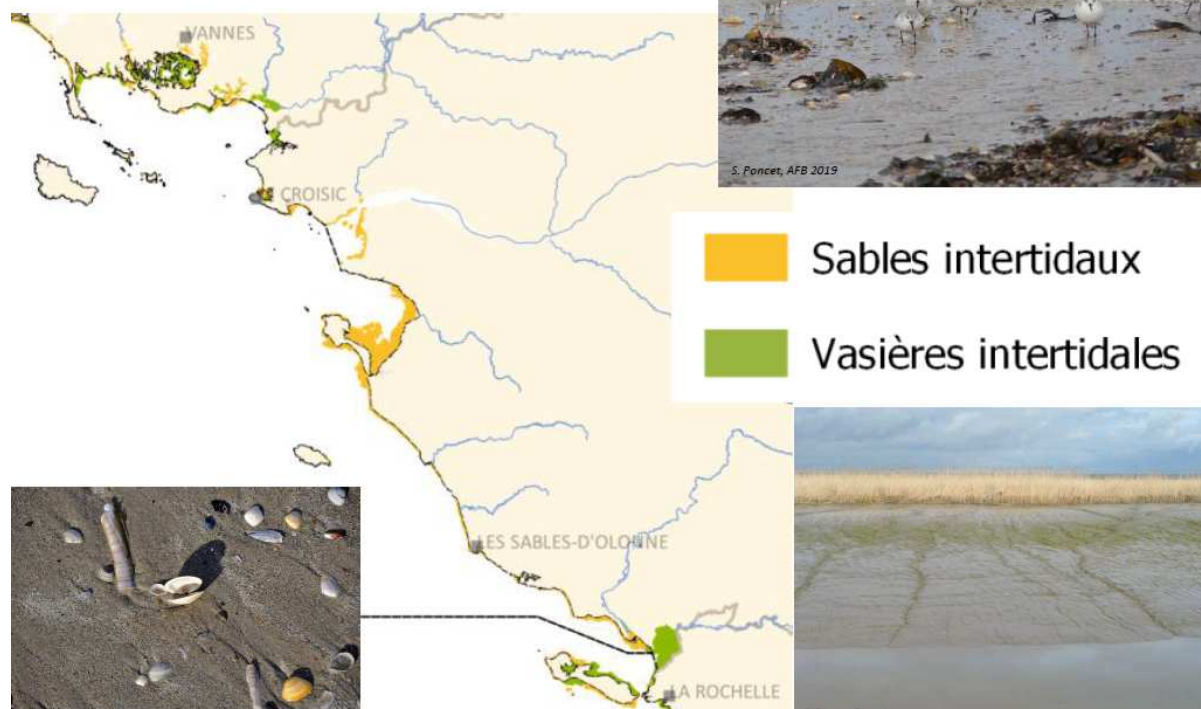 VANNES
S. Poncet, AFB 2019
CROISIC
Sables intertidaux
Vasières intertidales
LES SABLES-D'OLONNE
LA ROCHELLE